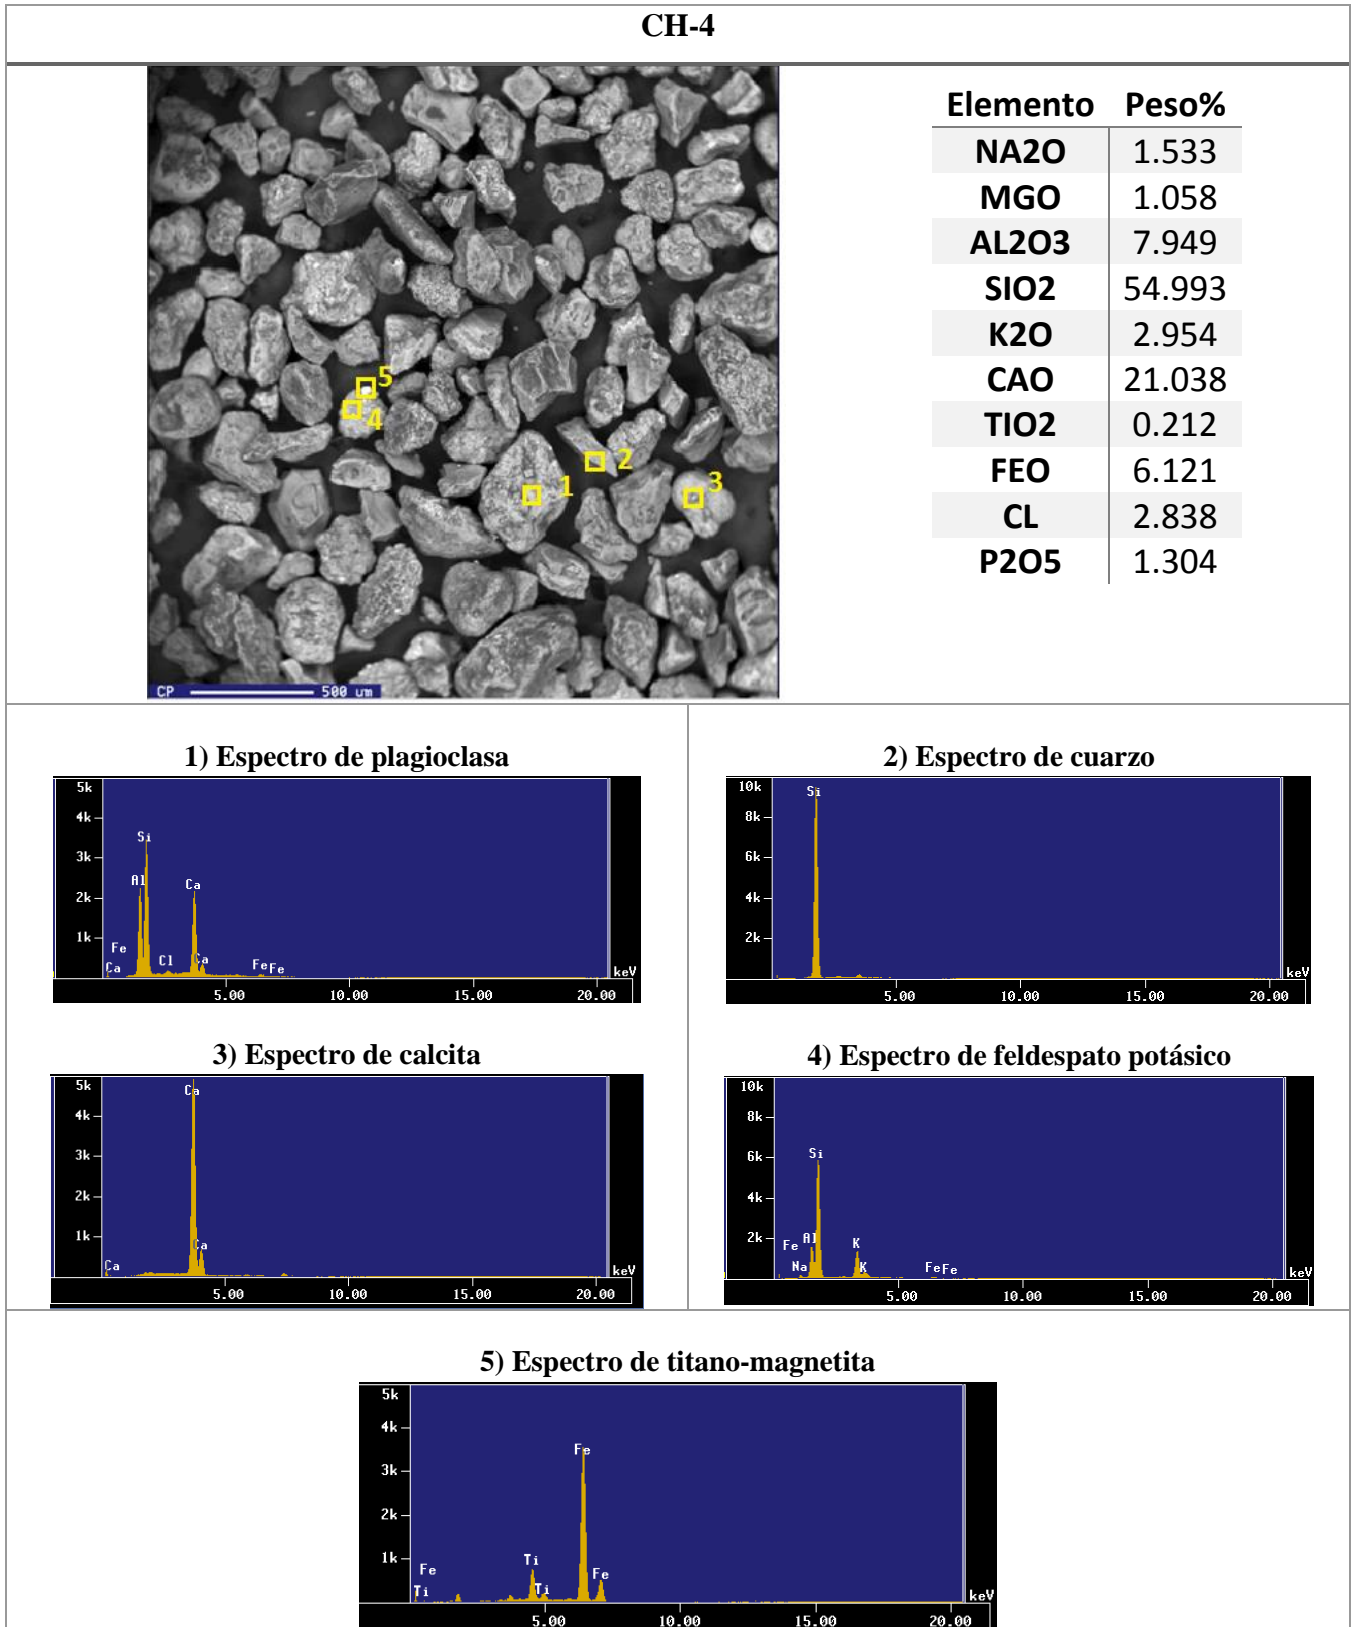 CH-4
Elemento Peso%
NA2O 1.533
MGO 1.058
AL2O3 7.949
SIO2 54.993
K2O 2.954
CAO 21.038
TIO2 0.212
FEO 6.121
CL 2.838
P2O5 1.304
5
4
2
1
3
CP 500 um
1) Espectro de plagioclasa
5k
4k
Si
3k
Al Ca
2k
1k
Fe Cl Ca Fe Fe
Ca
keV
5.00 10.00 15.00 20.00
2) Espectro de cuarzo
10k
Si
8k
6k
4k
2k
keV
5.00 10.00 15.00 20.00
3) Espectro de calcita
5k
Ca
4k
3k
2k
1k
Ca
Ca
keV
5.00 10.00 15.00 20.00
4) Espectro de feldespato potásico
10k
8k
6k
Si
4k
2k
Fe Al K
Na K Fe Fe
keV
5.00 10.00 15.00 20.00
5) Espectro de titano-magnetita
5k
4k
Fe
3k
2k
1k
Ti
Fe Fe
Ti Ti
keV
5.00 10.00 15.00 20.00